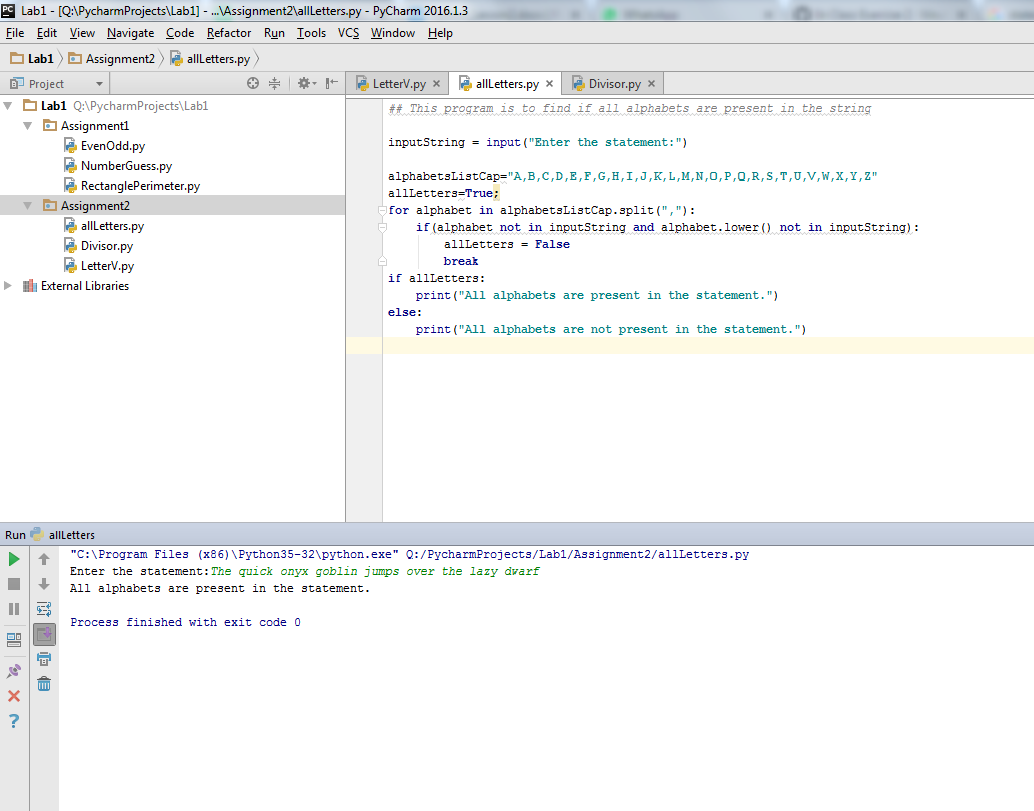 Lab1 - [Q:\PycharmProjects\Lab1] - ...\Assignment2\allLetters.py - PyCharm 2016.1.3
File Edit View Navigate Code Refactor Run Tools VCS Window Help
Lab1 Assignment2 allLetters.py
Project LetterV.py allLetters.py Divisor.py
Lab1 Q:\PycharmProjects\Lab1
Assignment1
EvenOdd.py
NumberGuess.py
RectanglePerimeter.py
Assignment2
allLetters.py
Divisor.py
LetterV.py
External Libraries
## This program is to find if all alphabets are present in the string
inputString = input("Enter the statement:")
alphabetsListCap="A,B,C,D,E,F,G,H,I,J,K,L,M,N,O,P,Q,R,S,T,U,V,W,X,Y,Z"
allLetters=True;
for alphabet in alphabetsListCap.split(","):
if(alphabet not in inputString and alphabet.lower() not in inputString):
allLetters = False
break
if allLetters:
print("All alphabets are present in the statement.")
else:
print("All alphabets are not present in the statement.")
Run allLetters
"C:\Program Files (x86)\Python35-32\python.exe" Q:/PycharmProjects/Lab1/Assignment2/allLetters.py
Enter the statement:The quick onyx goblin jumps over the lazy dwarf
All alphabets are present in the statement.
Process finished with exit code 0